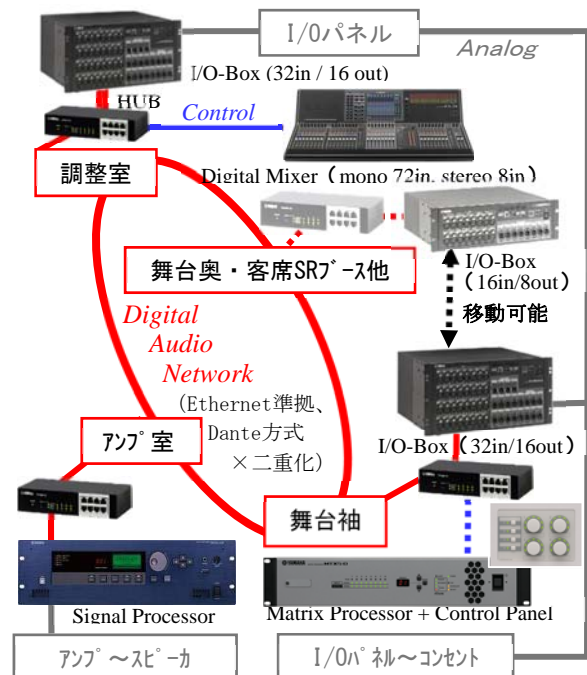 I/Oパネル
Analog
I/O-Box (32in / 16 out)
HUB
Control
調整室
Digital Mixer（mono 72in, stereo 8in)
舞台奥・客席SRﾌﾞｰｽ他
I/O-Box
（16in/8out）
移動可能
Digital
Audio
Network
(Ethernet準拠、
Dante方式
×二重化)
I/O-Box（32in/16out）
ｱﾝﾌﾟ室
舞台袖
YAMAHA
Signal Processor
Matrix Processor + Control Panel
ｱﾝﾌﾟ～ｽﾋﾟｰｶ
I/Oﾊﾟﾈﾙ～ｺﾝｾﾝﾄ